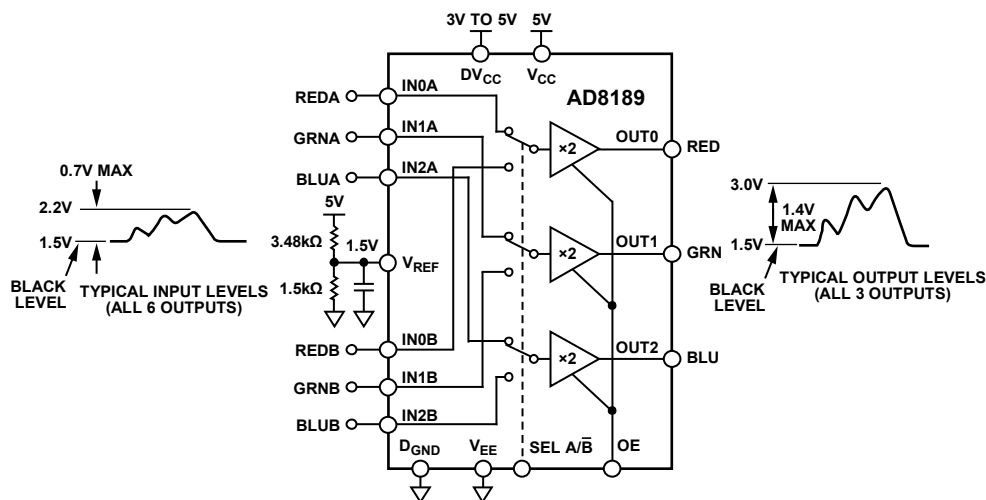 3V TO 5V
5V
DVCC
VCC
AD8189
REDA
IN0A
GRNA
IN1A
BLUA
IN2A
×2
OUT0
RED
0.7V MAX
2.2V
1.5V
BLACK
LEVEL
TYPICAL INPUT LEVELS
(ALL 6 OUTPUTS)
5V
3.48kΩ
1.5V
1.5kΩ
VREF
×2
OUT1
GRN
3.0V
1.4V
MAX
1.5V
BLACK
LEVEL
TYPICAL OUTPUT LEVELS
(ALL 3 OUTPUTS)
REDB
IN0B
GRNB
IN1B
BLUB
IN2B
×2
OUT2
BLU
DGND
VEE
SEL A/B̅
OE